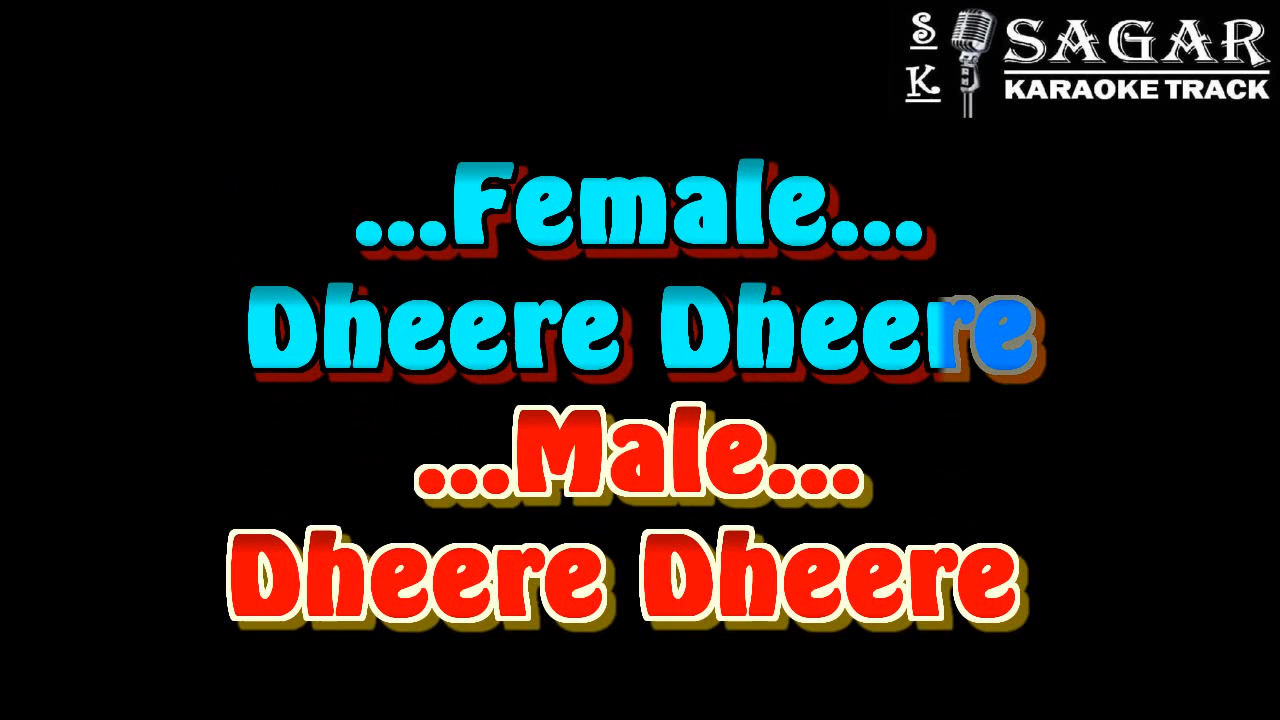 S
K
SAGAR
KARAOKE TRACK
...Female...
Dheere Dheere
...Male...
Dheere Dheere